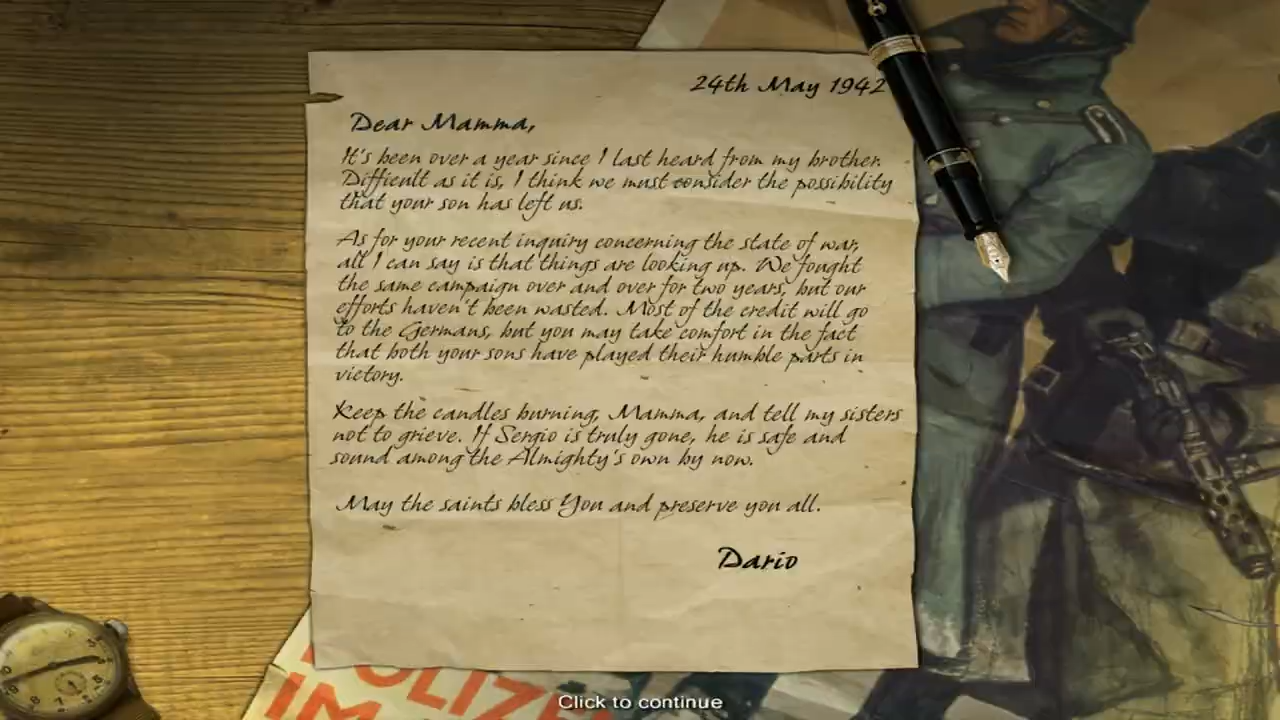 24th May 1942
Dear Mamma,
It's been over a year since I last heard from my brother.
Difficult as it is, I think we must consider the possibility
that your son has left us.
As for your recent inquiry concerning the state of war,
all I can say is that things are looking up. We fought
the same campaign over and over for two years, but our
efforts haven't been wasted. Most of the credit will go
to the Germans, but you may take comfort in the fact
that both your sons have played their humble parts in
victory.
Keep the candles burning, Mamma, and tell my sisters
not to grieve. If Sergio is truly gone, he is safe and
sound among the Almighty's own by now.
May the saints bless You and preserve you all.
Dario
IM
Click to continue